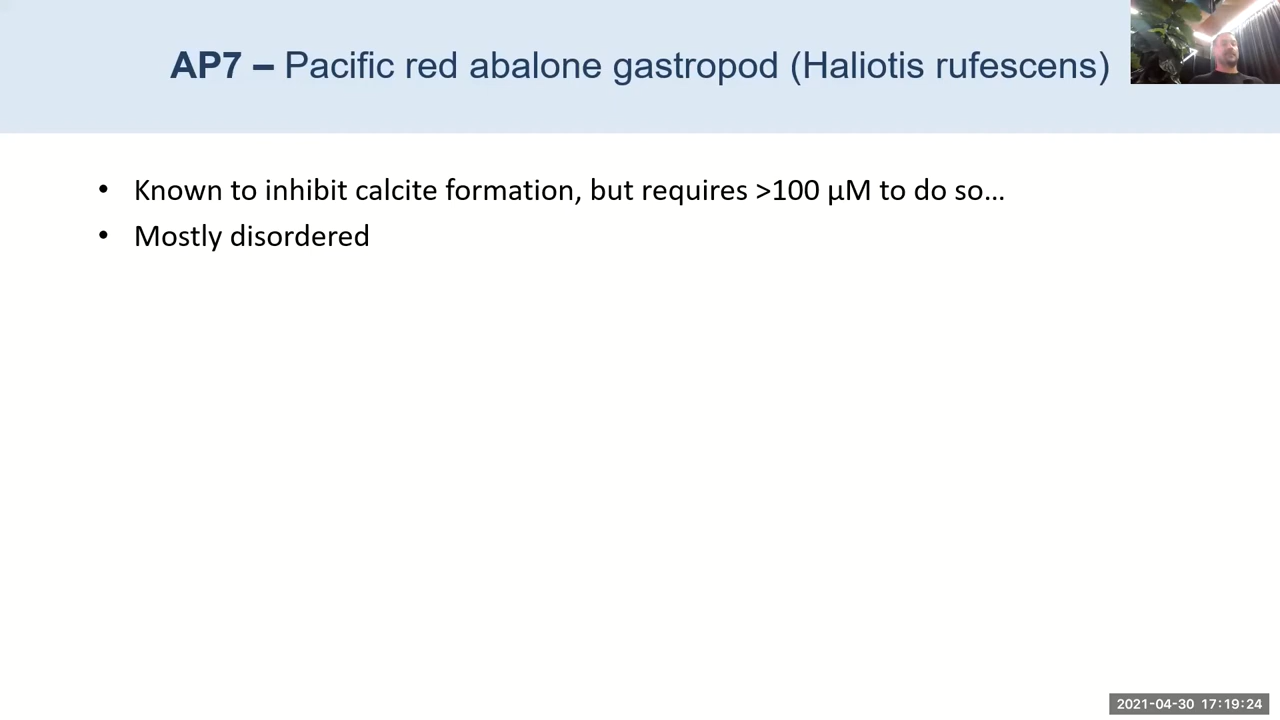 AP7 – Pacific red abalone gastropod (Haliotis rufescens)
• Known to inhibit calcite formation, but requires >100 μM to do so…
• Mostly disordered
2021-04-30 17:19:24